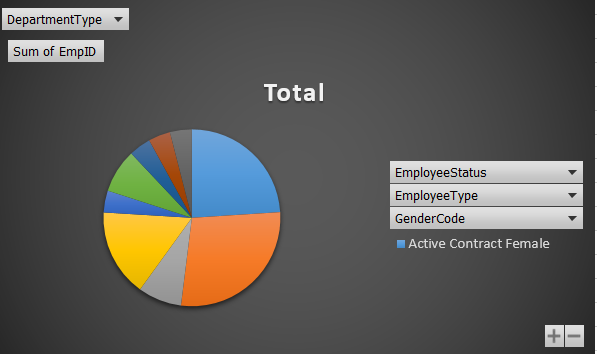 DepartmentType
Sum of EmpID
Total
EmployeeStatus
EmployeeType
GenderCode
Active Contract Female